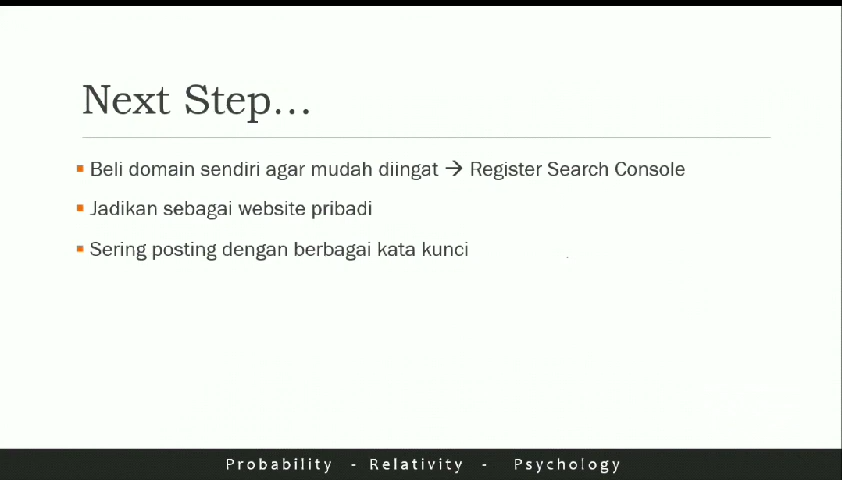 Next Step...
Beli domain sendiri agar mudah diingat → Register Search Console
Jadikan sebagai website pribadi
Sering posting dengan berbagai kata kunci
Probability - Relativity - Psychology